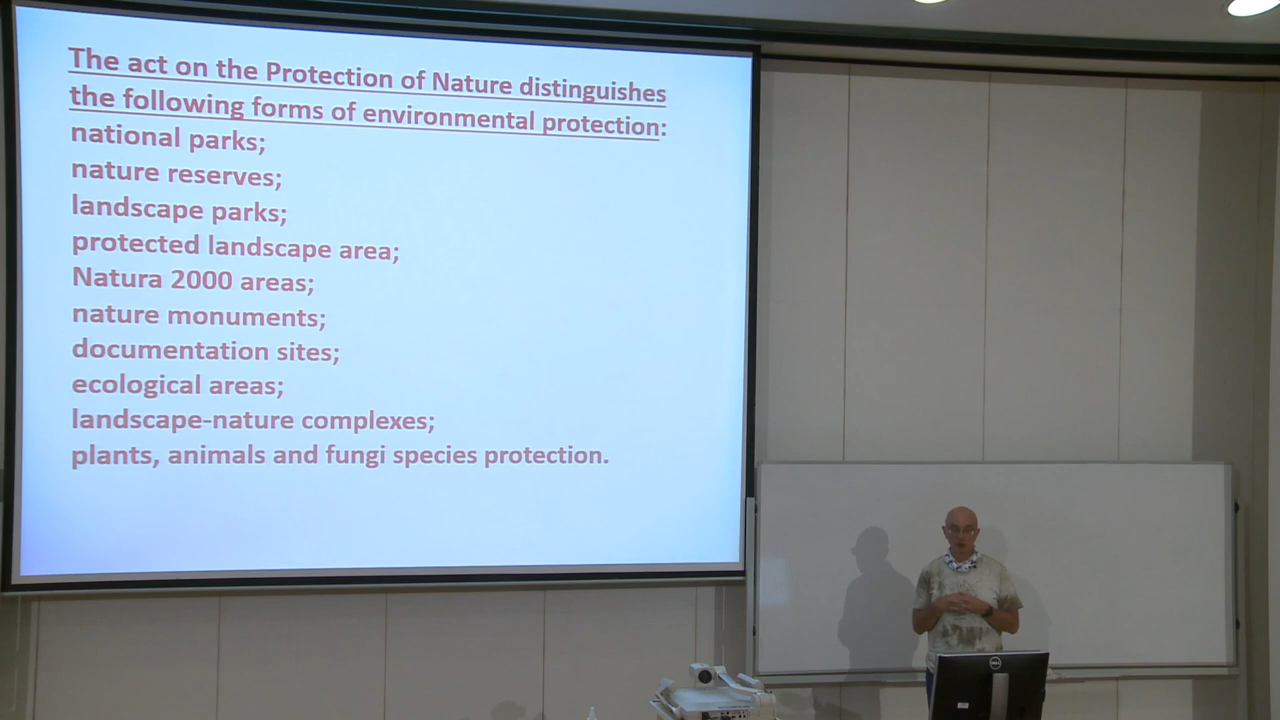 The act on the Protection of Nature distinguishes
the following forms of environmental protection:
national parks;
nature reserves;
landscape parks;
protected landscape area;
Natura 2000 areas;
nature monuments;
documentation sites;
ecological areas;
landscape-nature complexes;
plants, animals and fungi species protection.
DELL